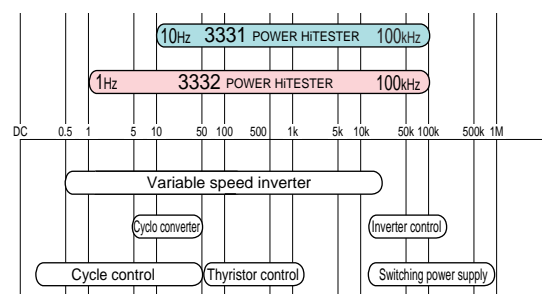 10Hz 3331 POWER HiTESTER 100kHz
1Hz 3332 POWER HiTESTER 100kHz
DC 0.5 1 5 10 50 100 500 1k 5k 10k 50k 100k 500k 1M
Variable speed inverter
Cyclo converter Inverter control
Cycle control Thyristor control Switching power supply